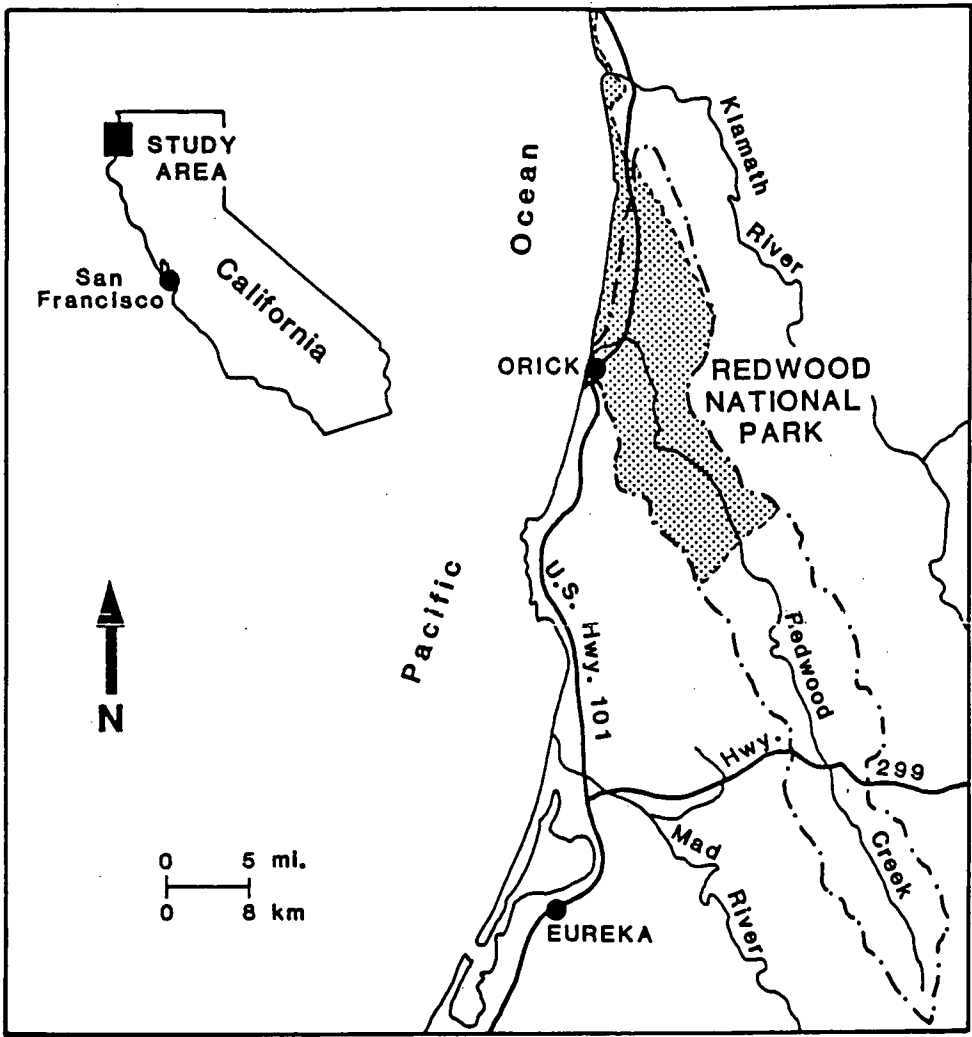 STUDY
AREA
San
Francisco
California
Pacific
Ocean
Klamath
River
ORICK
REDWOOD
NATIONAL
PARK
U.S. Hwy. 101
Redwood
Creek
Hwy. 299
Mad
River
EUREKA
N
0 5 mi.
0 8 km